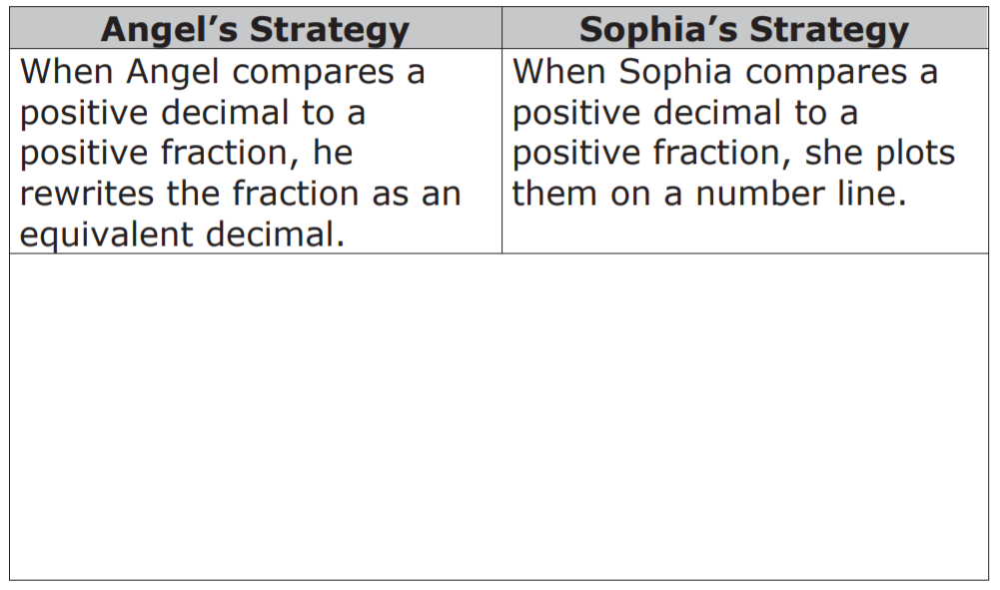 Angel’s Strategy
Sophia’s Strategy
When Angel compares a
positive decimal to a
positive fraction, he
rewrites the fraction as an
equivalent decimal.
When Sophia compares a
positive decimal to a
positive fraction, she plots
them on a number line.